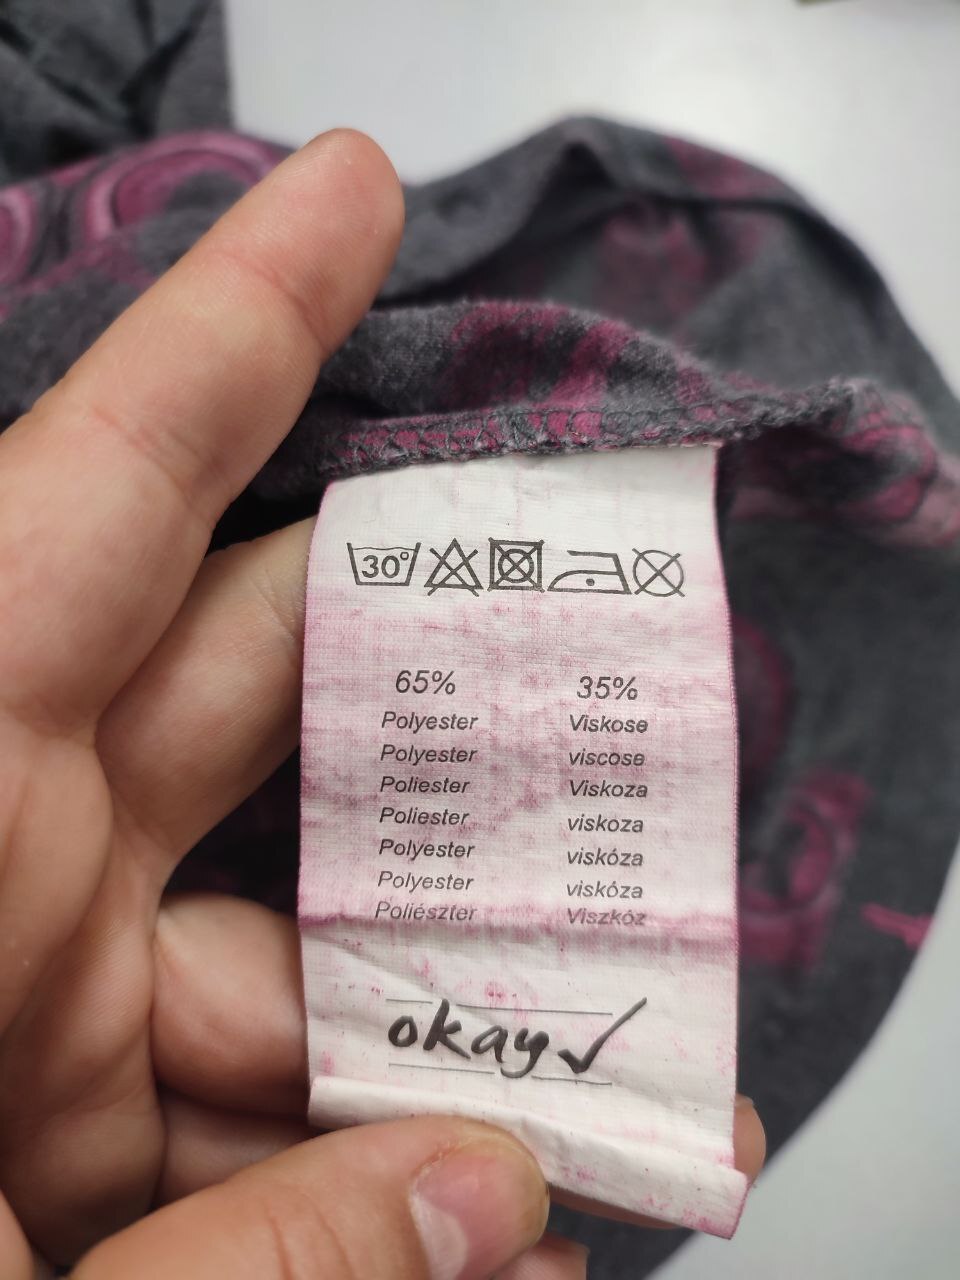 30°
65% 35%
Polyester Viskose
Polyester viscose
Poliester Viskoza
Poliester viskoza
Polyester viskóza
Polyester viskóza
Poliészter Viszkóz
okay✓